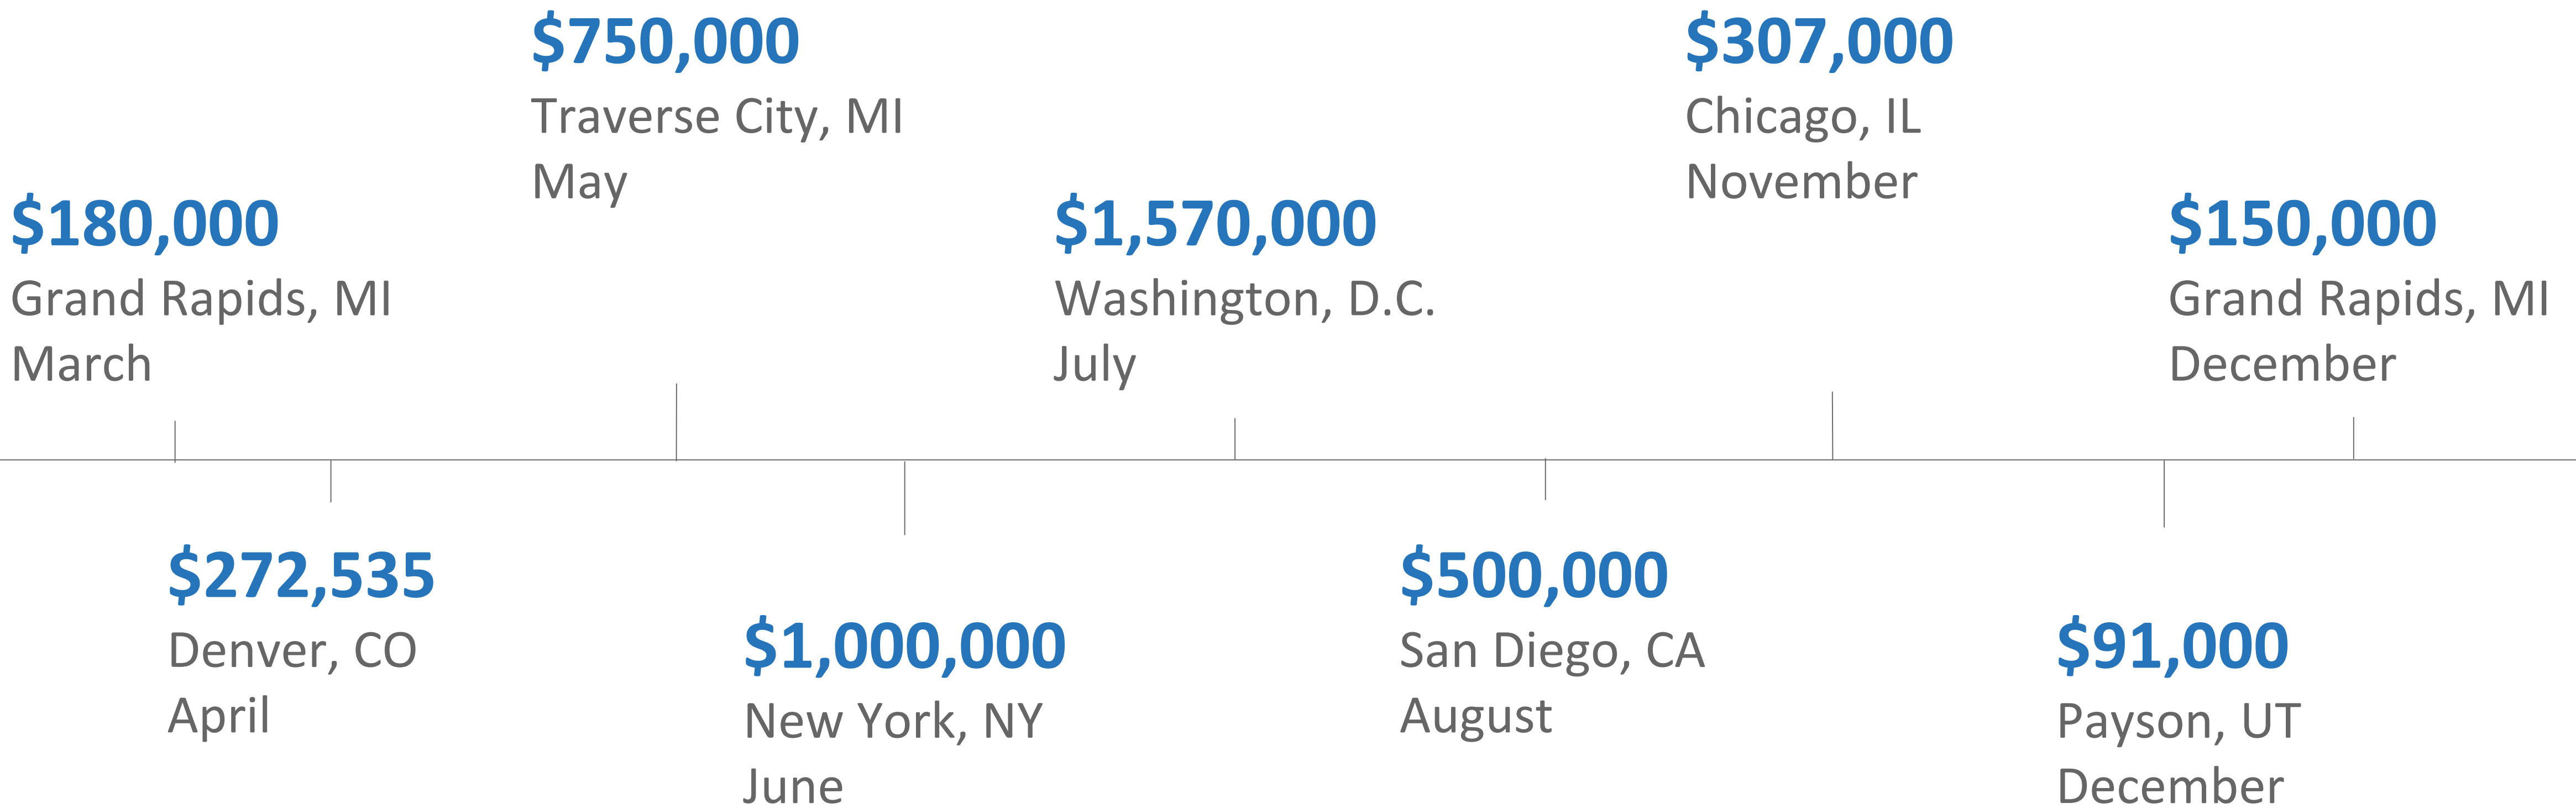 $180,000
Grand Rapids, MI
March
$272,535
Denver, CO
April
$750,000
Traverse City, MI
May
$1,000,000
New York, NY
June
$1,570,000
Washington, D.C.
July
$500,000
San Diego, CA
August
$307,000
Chicago, IL
November
$91,000
Payson, UT
December
$150,000
Grand Rapids, MI
December